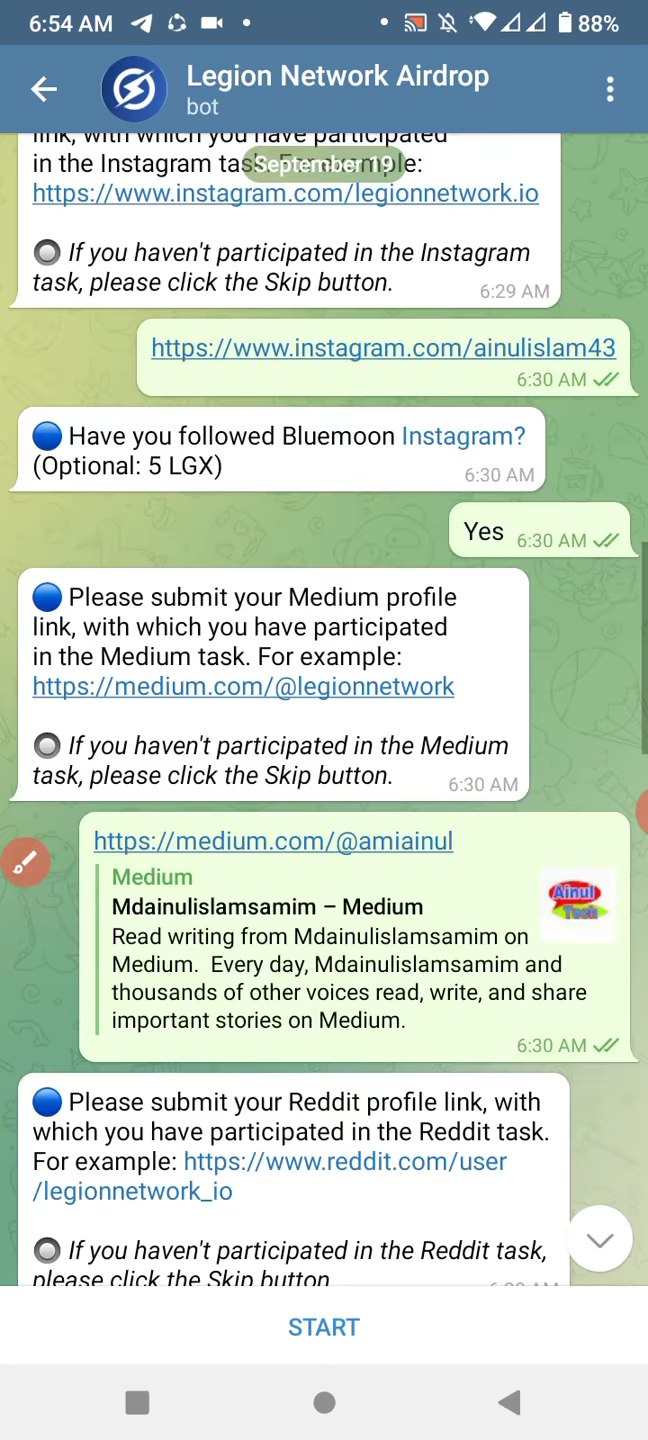 6:54 AM
88%
Legion Network Airdrop
bot
link, with which you have participated
in the Instagram task. For example:
September 19
https://www.instagram.com/legionnetwork.io
If you haven't participated in the Instagram
task, please click the Skip button.
6:29 AM
https://www.instagram.com/ainulislam43
6:30 AM
Have you followed Bluemoon Instagram?
(Optional: 5 LGX)
6:30 AM
Yes
6:30 AM
Please submit your Medium profile
link, with which you have participated
in the Medium task. For example:
https://medium.com/@legionnetwork
If you haven't participated in the Medium
task, please click the Skip button.
6:30 AM
https://medium.com/@amiainul
Medium
Mdainulislamsamim – Medium
Ainul
Tech
Read writing from Mdainulislamsamim on
Medium. Every day, Mdainulislamsamim and
thousands of other voices read, write, and share
important stories on Medium.
6:30 AM
Please submit your Reddit profile link, with
which you have participated in the Reddit task.
For example: https://www.reddit.com/user
/legionnetwork_io
If you haven't participated in the Reddit task,
please click the Skip button
START